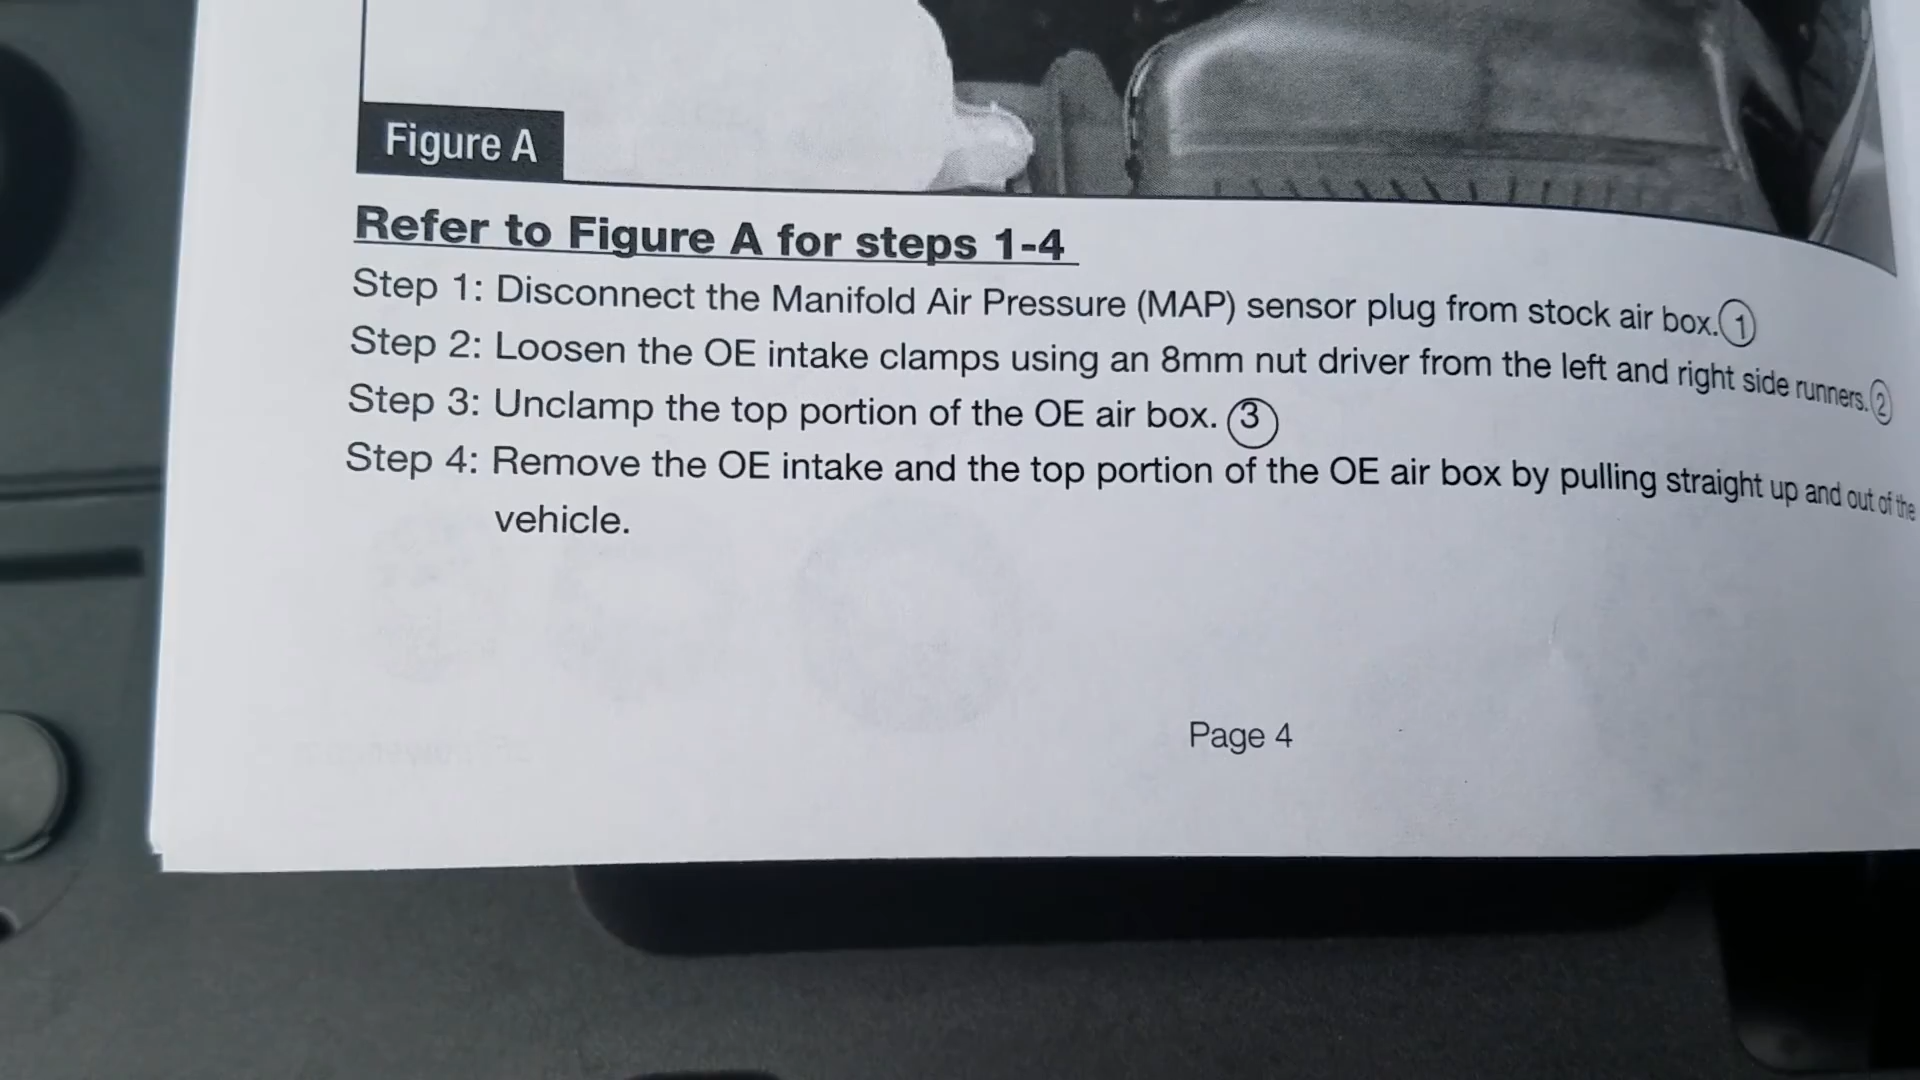 Figure A
Refer to Figure A for steps 1-4
Step 1: Disconnect the Manifold Air Pressure (MAP) sensor plug from stock air box. 1
Step 2: Loosen the OE intake clamps using an 8mm nut driver from the left and right side runners. 2
Step 3: Unclamp the top portion of the OE air box. 3
Step 4: Remove the OE intake and the top portion of the OE air box by pulling straight up and out of the
vehicle.
Page 4